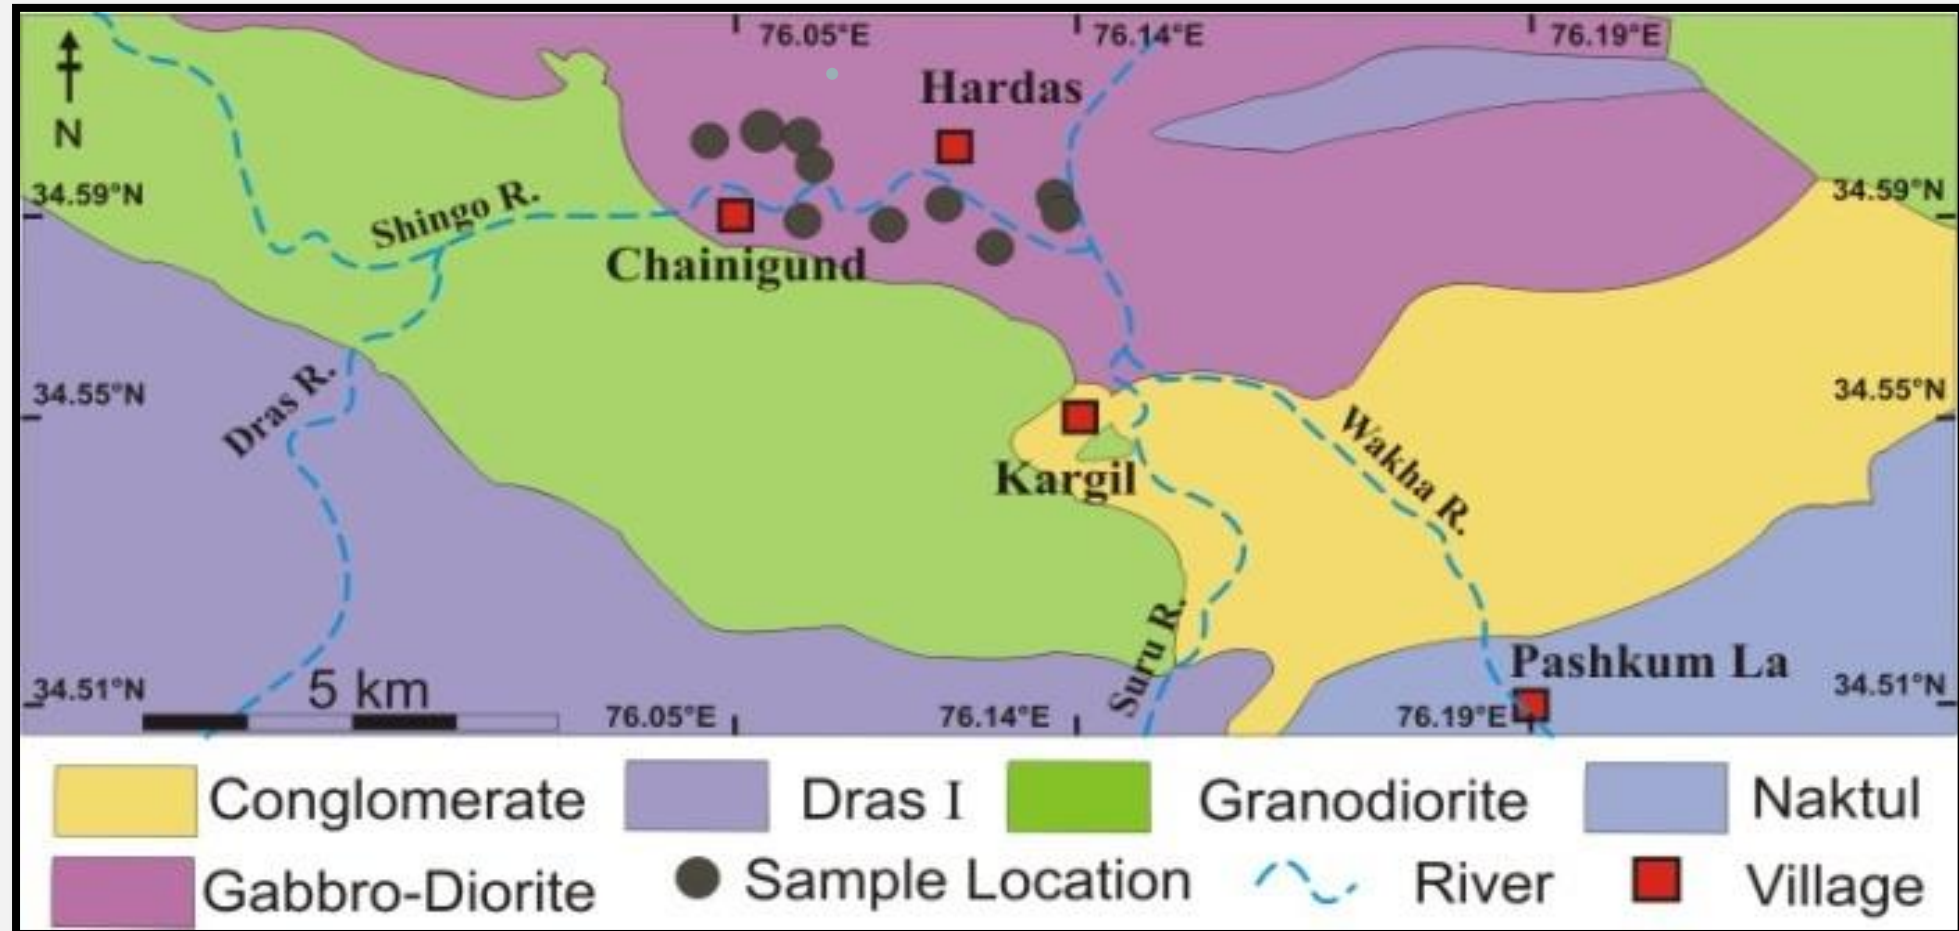 76.05°E 76.14°E 76.19°E
Hardas
N
34.59°N 34.59°N
Shingo R.
Chainigund
34.55°N 34.55°N
Dras R.
Wakha R.
Kargil
Suru R.
Pashkum La
34.51°N 34.51°N
5 km
76.05°E 76.14°E 76.19°E
Conglomerate Dras I Granodiorite Naktul
Gabbro-Diorite Sample Location River Village